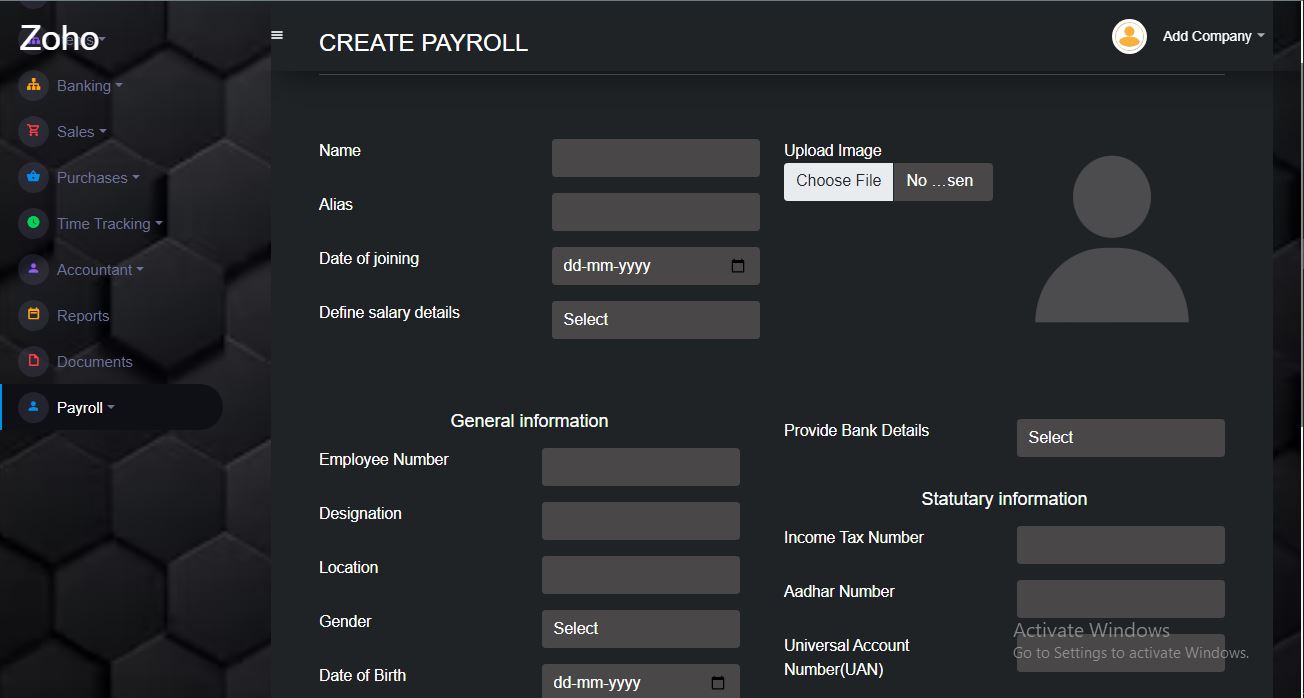 Zoho
CREATE PAYROLL
Add Company
Banking
Sales
Purchases
Time Tracking
Accountant
Reports
Documents
Payroll
Name
Alias
Date of joining
dd-mm-yyyy
Define salary details
Select
Upload Image
Choose File
No ...sen
General information
Employee Number
Designation
Location
Gender
Select
Date of Birth
dd-mm-yyyy
Provide Bank Details
Select
Statutary information
Income Tax Number
Aadhar Number
Universal Account
Number(UAN)
Activate Windows
Go to Settings to activate Windows.